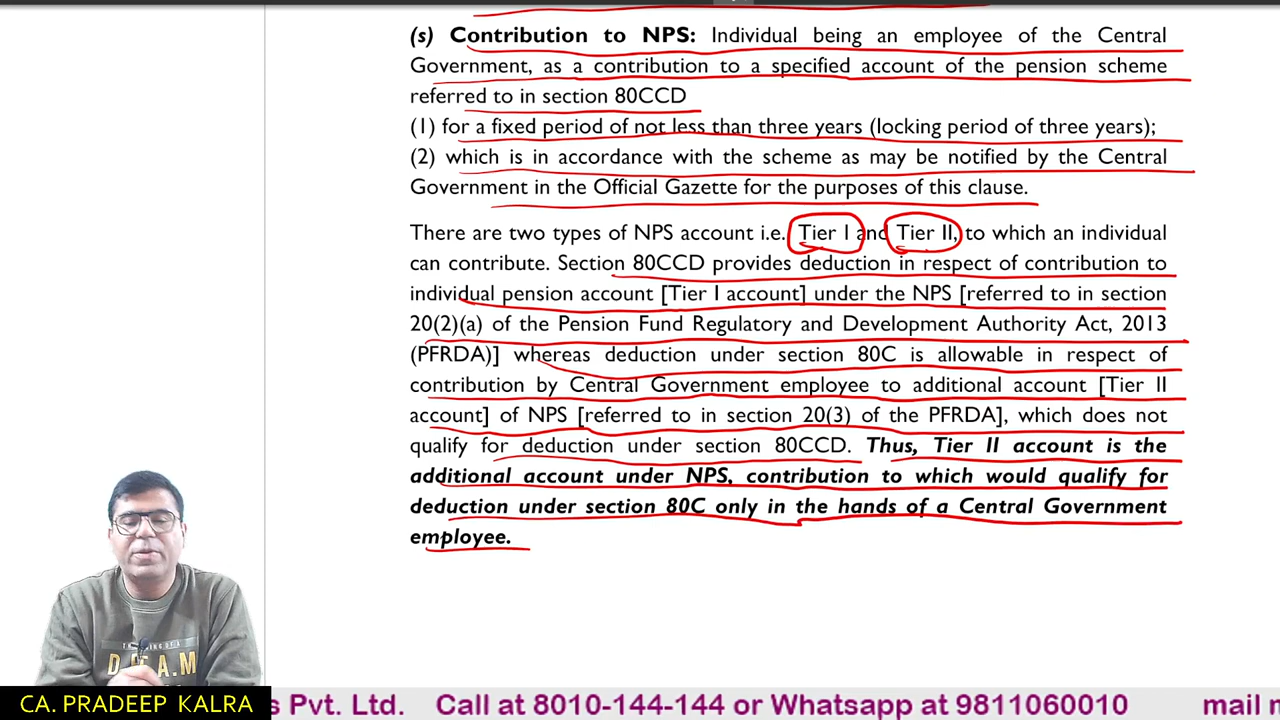 (s) Contribution to NPS: Individual being an employee of the Central
Government, as a contribution to a specified account of the pension scheme
referred to in section 80CCD
(1) for a fixed period of not less than three years (locking period of three years);
(2) which is in accordance with the scheme as may be notified by the Central
Government in the Official Gazette for the purposes of this clause.
There are two types of NPS account i.e. Tier I and Tier II, to which an individual
can contribute. Section 80CCD provides deduction in respect of contribution to
individual pension account [Tier I account] under the NPS [referred to in section
20(2)(a) of the Pension Fund Regulatory and Development Authority Act, 2013
(PFRDA)] whereas deduction under section 80C is allowable in respect of
contribution by Central Government employee to additional account [Tier II
account] of NPS [referred to in section 20(3) of the PFRDA], which does not
qualify for deduction under section 80CCD. Thus, Tier II account is the
additional account under NPS, contribution to which would qualify for
deduction under section 80C only in the hands of a Central Government
employee.
CA. PRADEEP KALRA
s Pvt. Ltd. Call at 8010-144-144 or Whatsapp at 9811060010 mail